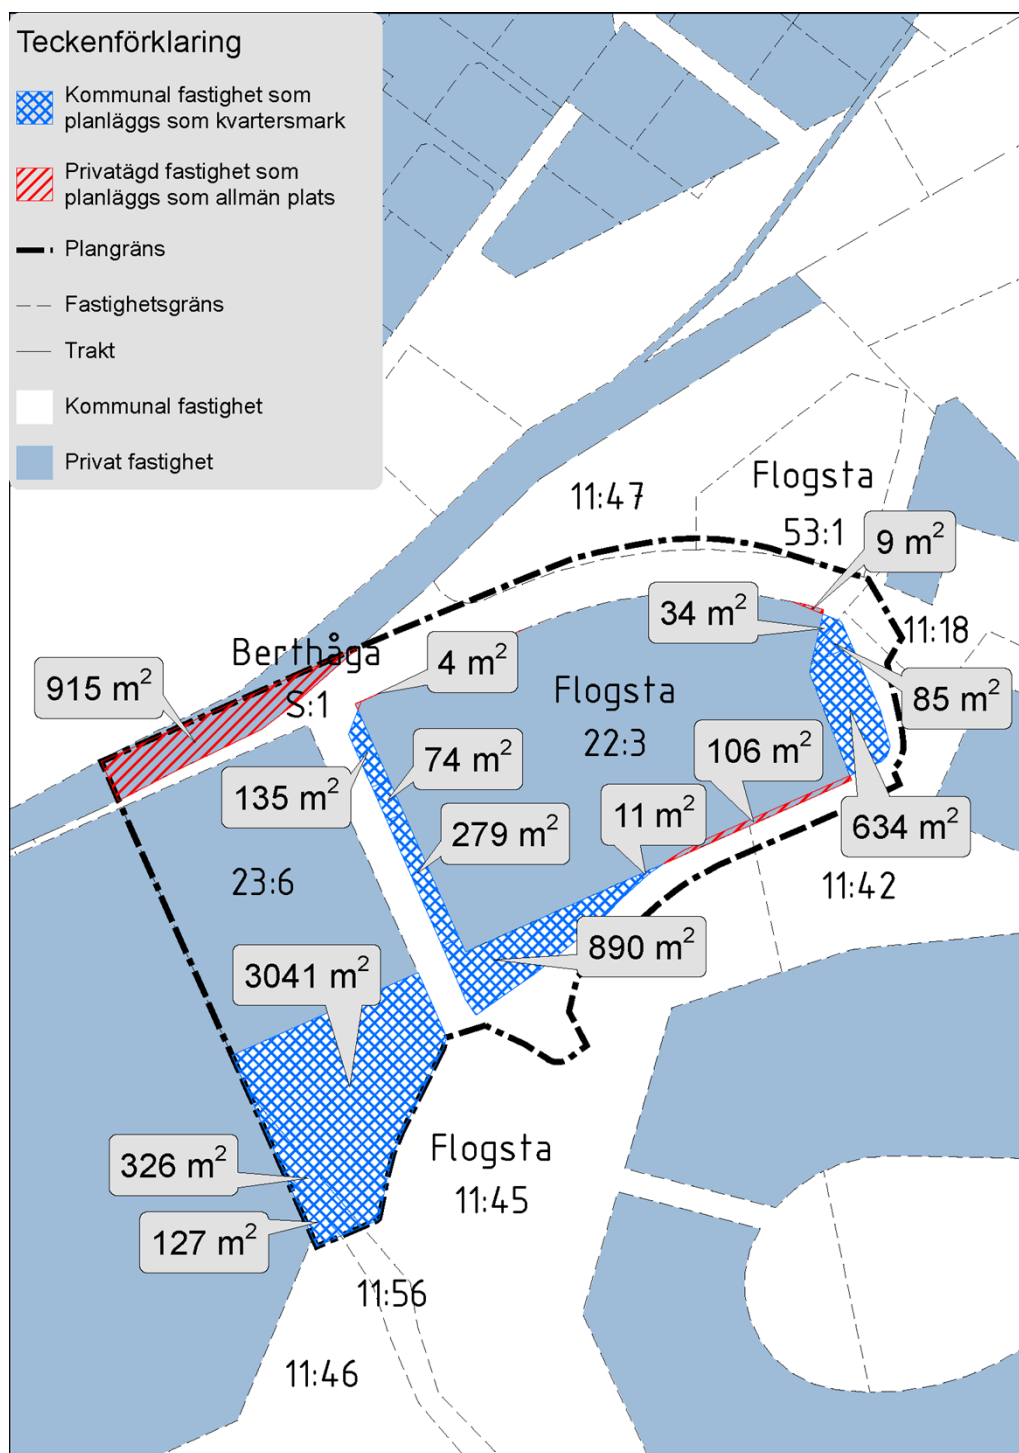 Teckenförklaring
Kommunal fastighet som
planläggs som kvartersmark
Privatägd fastighet som
planläggs som allmän plats
Plangräns
Fastighetsgräns
Trakt
Kommunal fastighet
Privat fastighet
11:47
Flogsta
53:1
9 m²
34 m²
11:18
Berthåga
S:1
4 m²
915 m²
Flogsta
22:3
85 m²
74 m²
106 m²
135 m²
11 m²
279 m²
634 m²
23:6
11:42
890 m²
3041 m²
Flogsta
11:45
326 m²
127 m²
11:56
11:46